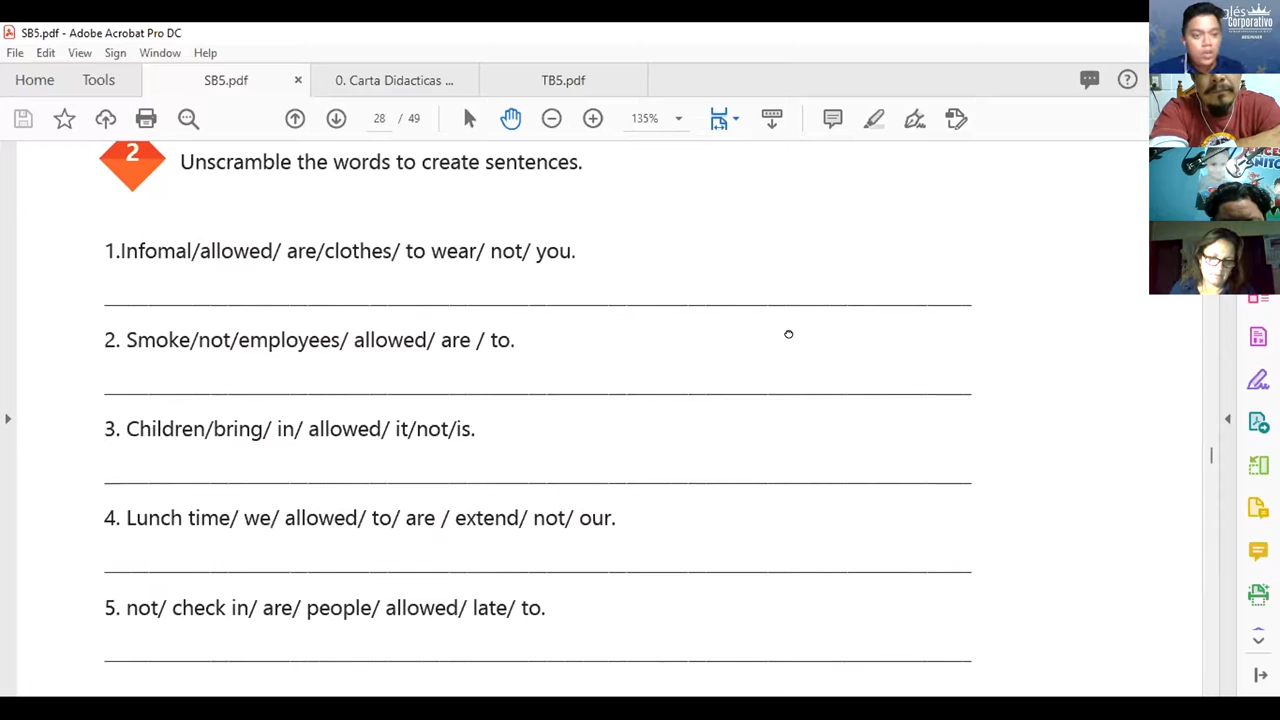 SB5.pdf - Adobe Acrobat Pro DC
File Edit View Sign Window Help
Home Tools SB5.pdf × 0. Carta Didacticas ... TB5.pdf
28 / 49 135%
2 Unscramble the words to create sentences.
1.Infomal/allowed/ are/clothes/ to wear/ not/ you.
2. Smoke/not/employees/ allowed/ are / to.
3. Children/bring/ in/ allowed/ it/not/is.
4. Lunch time/ we/ allowed/ to/ are / extend/ not/ our.
5. not/ check in/ are/ people/ allowed/ late/ to.
glés
Corporativo
BEGINNER